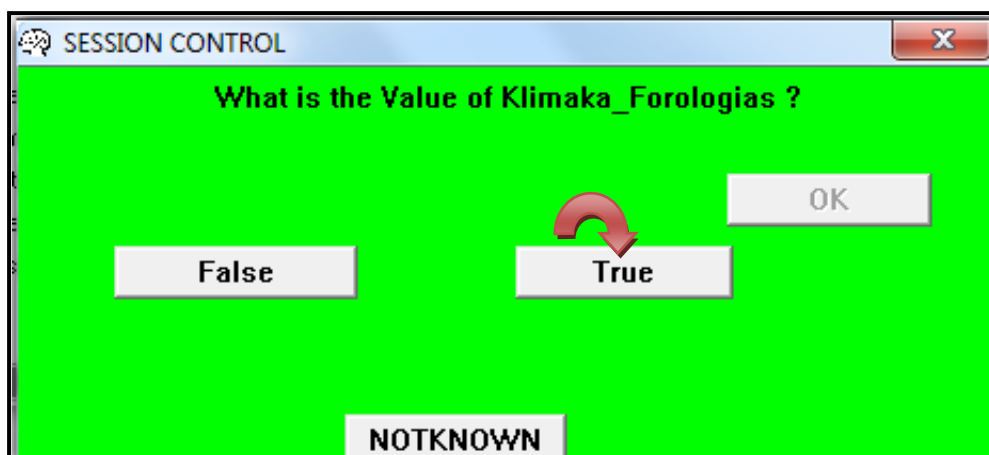 SESSION CONTROL
What is the Value of Klimaka_Forologias ?
OK
False True
NOTKNOWN